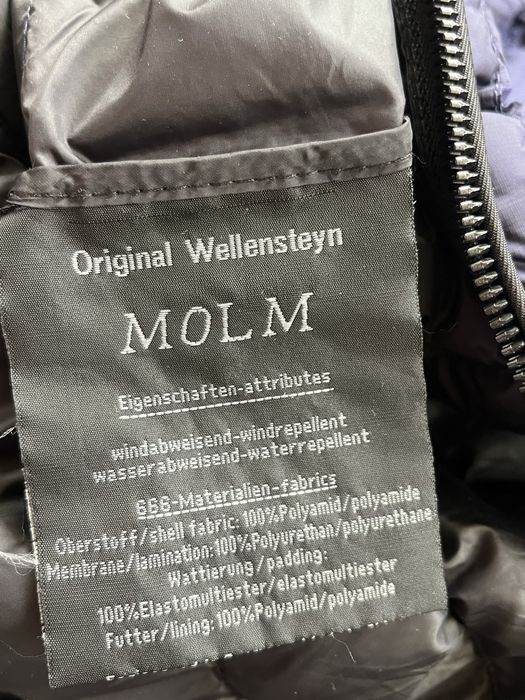 Original Wellensteyn
MOLM
Eigenschaften-attributes
windabweisend-windrepellent
wasserabweisend-waterrepellent
666-Materialien-fabrics
Oberstoff/shell fabric: 100%Polyamid/polyamide
Membrane/lamination:100%Polyurethan/polyurethane
Wattierung/padding:
100%Elastomultiester/elastomultiester
Futter/lining: 100%Polyamid/polyamide